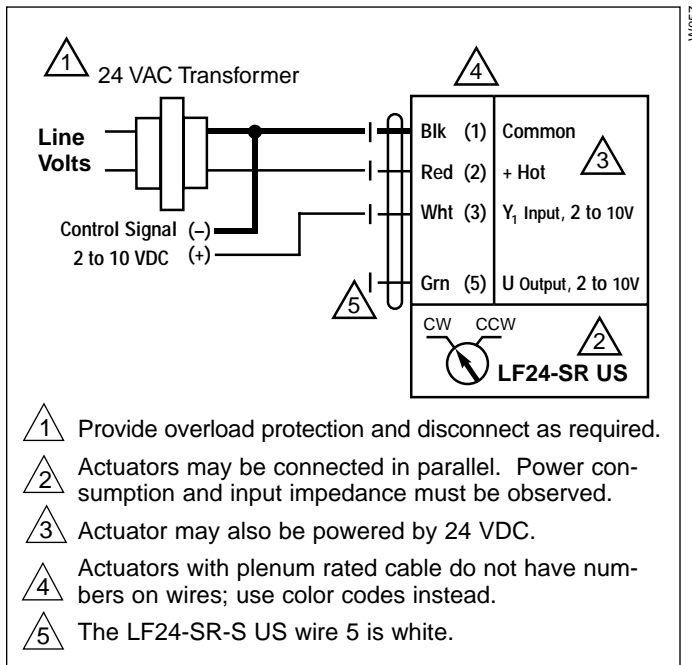 W057
1
24 VAC Transformer
4
Line
Volts
Blk (1) Common
3
Red (2) + Hot
Wht (3) Y1 Input, 2 to 10V
Control Signal (–)
2 to 10 VDC (+)
5
Grn (5) U Output, 2 to 10V
CW CCW
2
LF24-SR US
1 Provide overload protection and disconnect as required.
2 Actuators may be connected in parallel. Power con-
sumption and input impedance must be observed.
3 Actuator may also be powered by 24 VDC.
4 Actuators with plenum rated cable do not have num-
bers on wires; use color codes instead.
5 The LF24-SR-S US wire 5 is white.